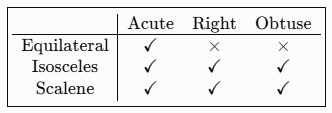 Acute Right Obtuse
Equilateral ✓ × ×
Isosceles ✓ ✓ ✓
Scalene ✓ ✓ ✓